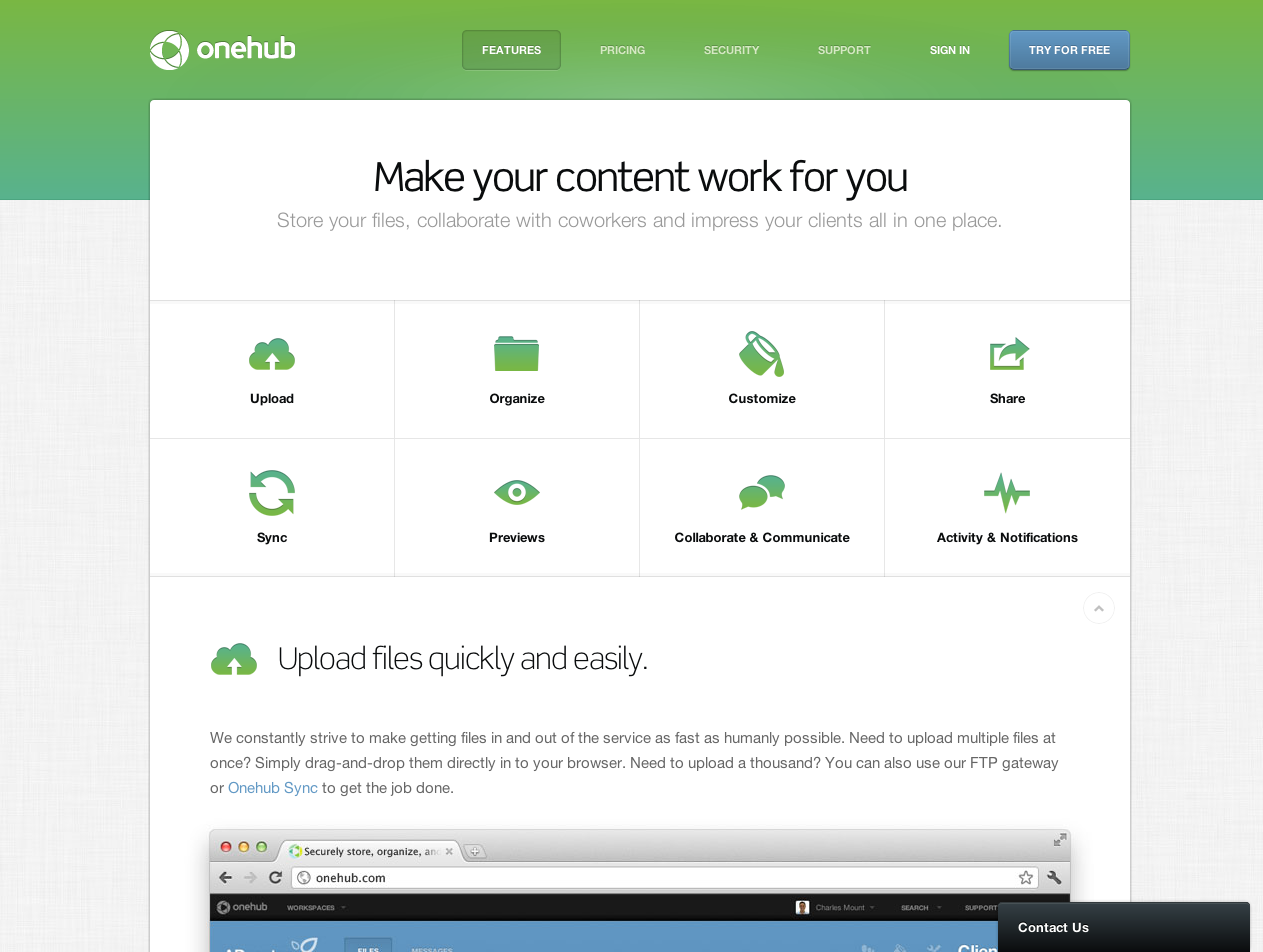 onehub
FEATURES
PRICING
SECURITY
SUPPORT
SIGN IN
TRY FOR FREE
Make your content work for you
Store your files, collaborate with coworkers and impress your clients all in one place.
Upload
Organize
Customize
Share
Sync
Previews
Collaborate & Communicate
Activity & Notifications
Upload files quickly and easily.
We constantly strive to make getting files in and out of the service as fast as humanly possible. Need to upload multiple files at
once? Simply drag-and-drop them directly in to your browser. Need to upload a thousand? You can also use our FTP gateway
or Onehub Sync to get the job done.
Securely store, organize, and
onehub.com
onehub
WORKSPACES
Charles Mount
SEARCH
SUPPORT
FILES
MESSAGES
Contact Us